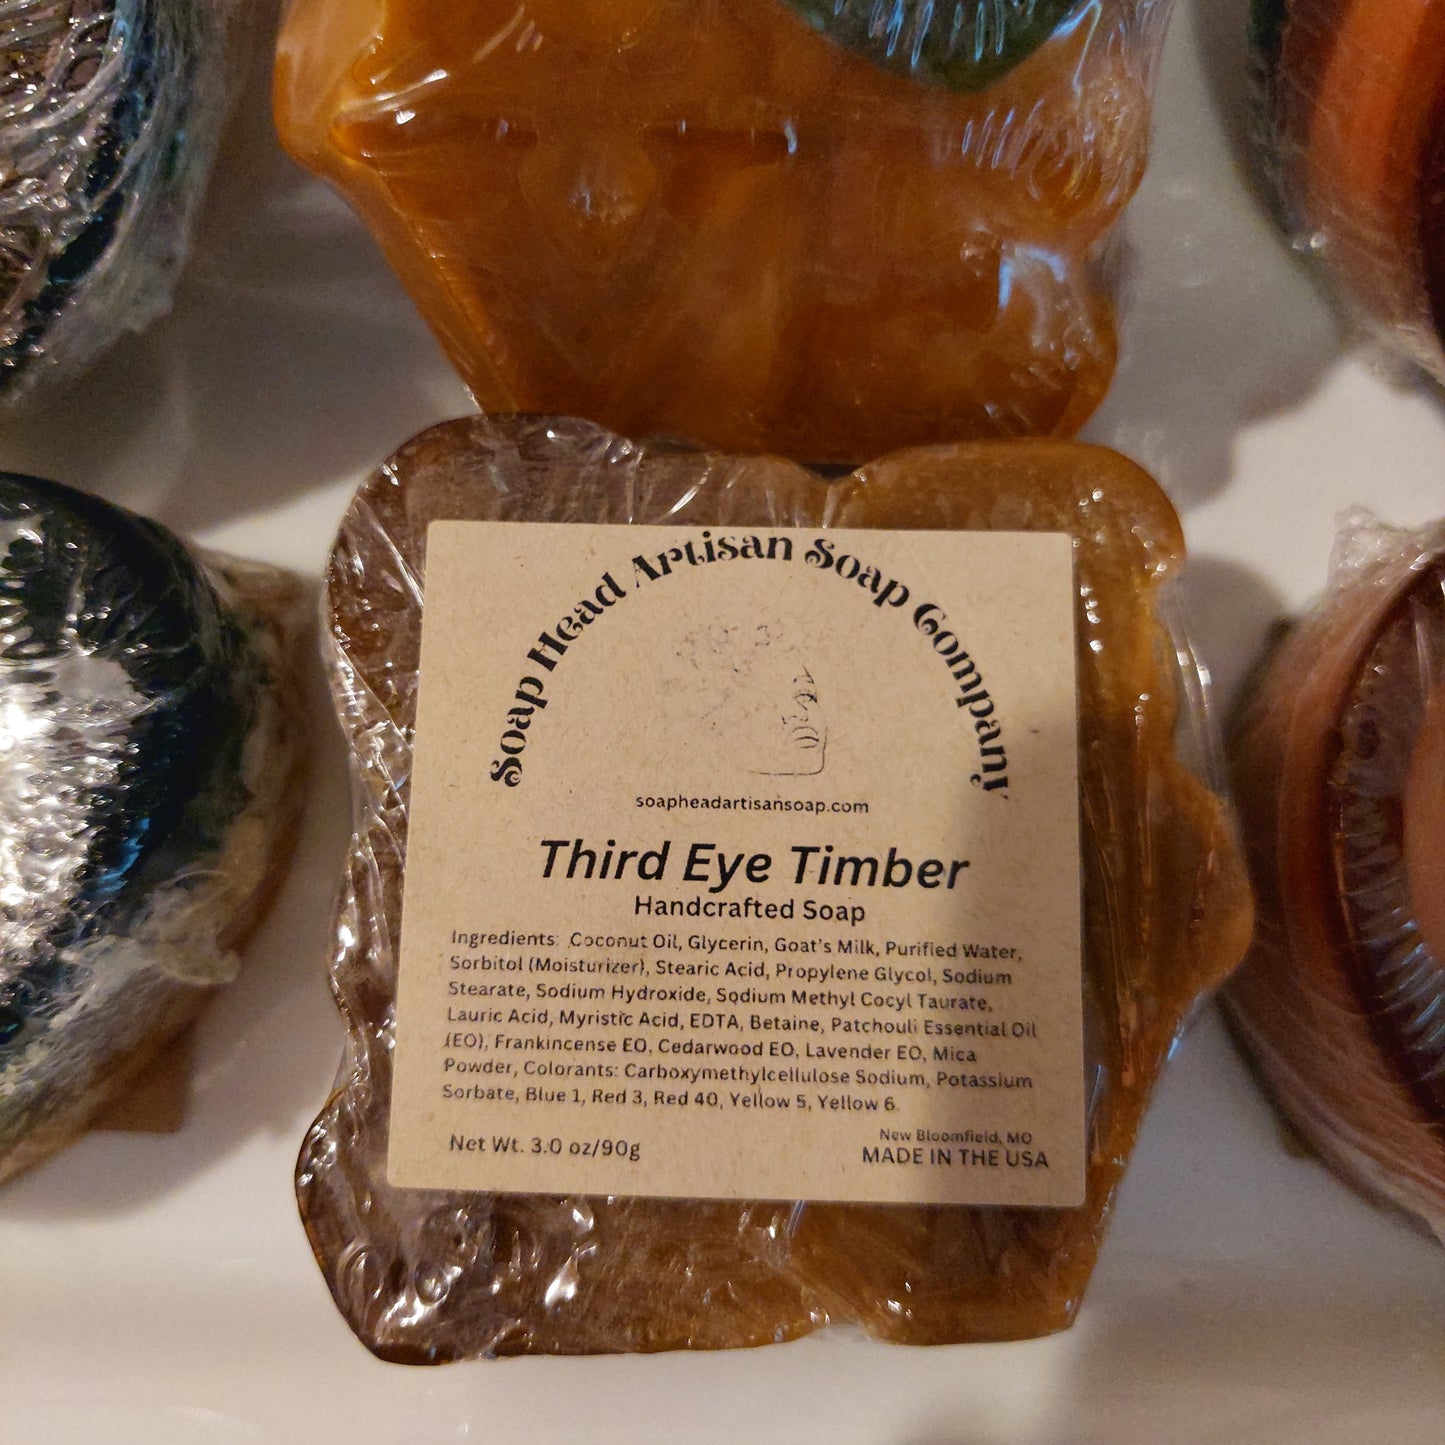 Soap Head Artisan Soap Company
soapheadartisansoap.com
Third Eye Timber
Handcrafted Soap
Ingredients: Coconut Oil, Glycerin, Goat's Milk, Purified Water,
Sorbitol (Moisturizer), Stearic Acid, Propylene Glycol, Sodium
Stearate, Sodium Hydroxide, Sodium Methyl Cocyl Taurate,
Lauric Acid, Myristic Acid, EDTA, Betaine, Patchouli Essential Oil
(EO), Frankincense EO, Cedarwood EO, Lavender EO, Mica
Powder, Colorants: Carboxymethylcellulose Sodium, Potassium
Sorbate, Blue 1, Red 3, Red 40, Yellow 5, Yellow 6.
Net Wt. 3.0 oz/90g
New Bloomfield, MO
MADE IN THE USA